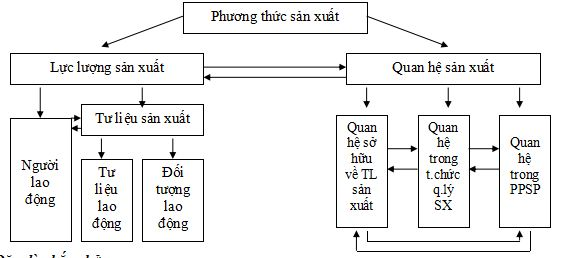 Phương thức sản xuất
Lực lượng sản xuất
Quan hệ sản xuất
Tư liệu sản xuất
Người
lao
động
Tư
liệu
lao
động
Đối
tượng
lao
động
Quan
hệ sở
hữu
về TL
sản
xuất
Quan
hệ
trong
t.chức
q.lý
SX
Quan
hệ
trong
PPSP